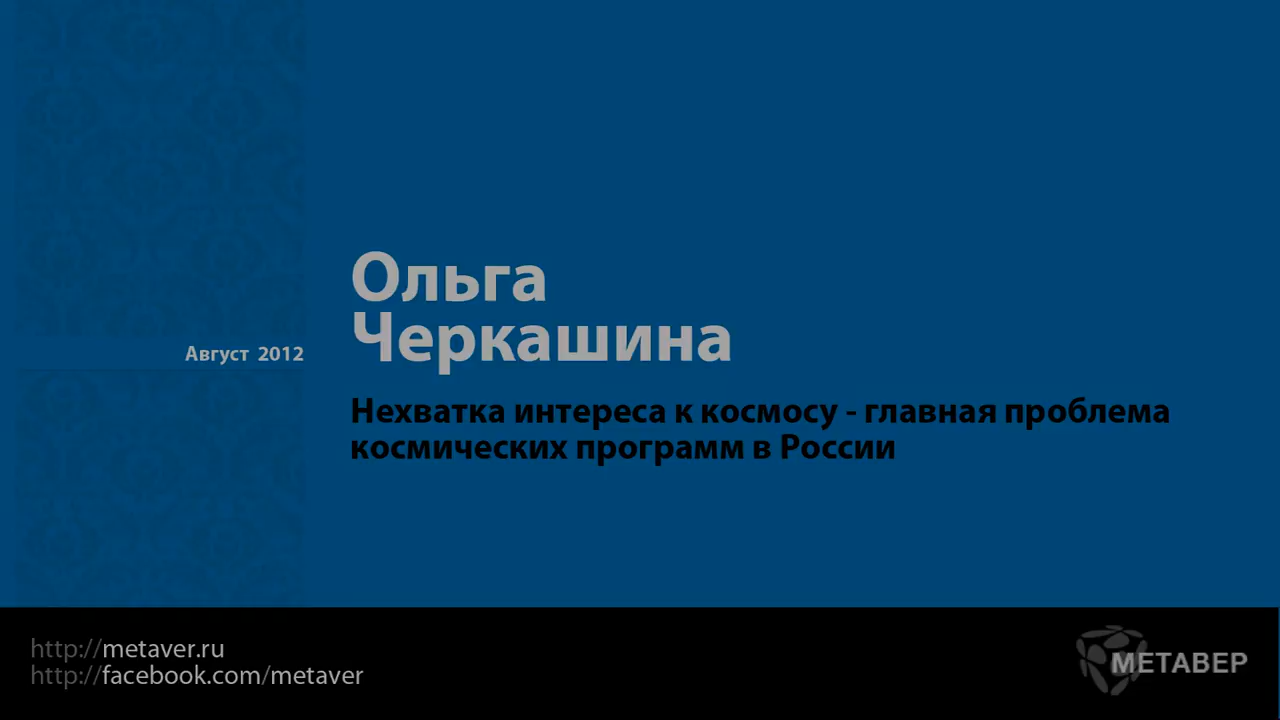 Август 2012
Ольга
Черкашина
Нехватка интереса к космосу - главная проблема
космических программ в России
http://metaver.ru
http://facebook.com/metaver
МЕТАВЕР